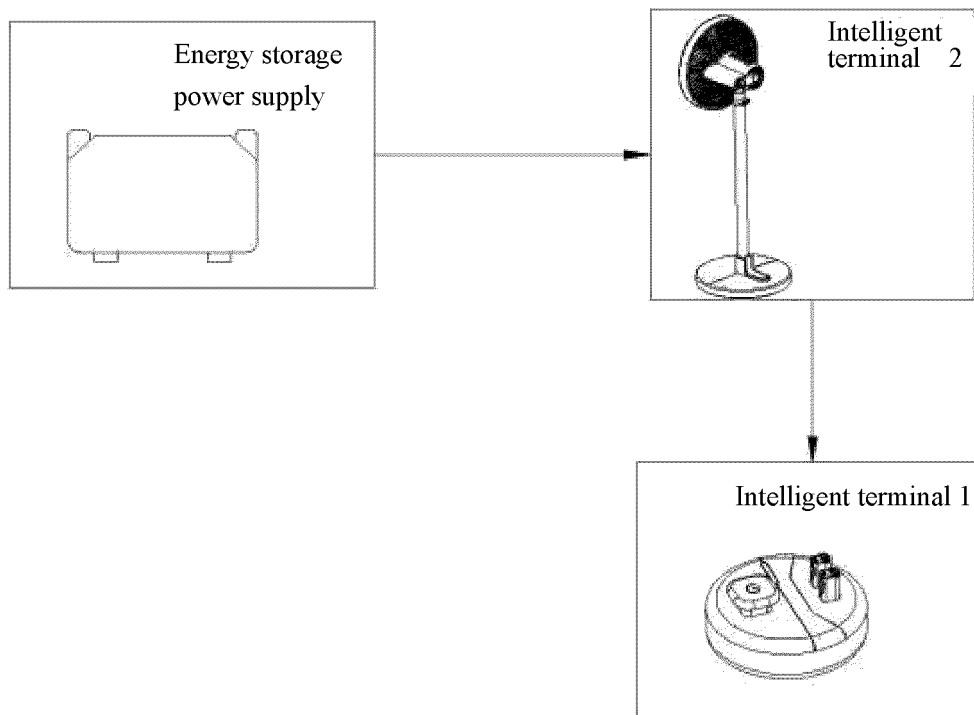 Energy storage
power supply
Intelligent
terminal 2
Intelligent terminal 1